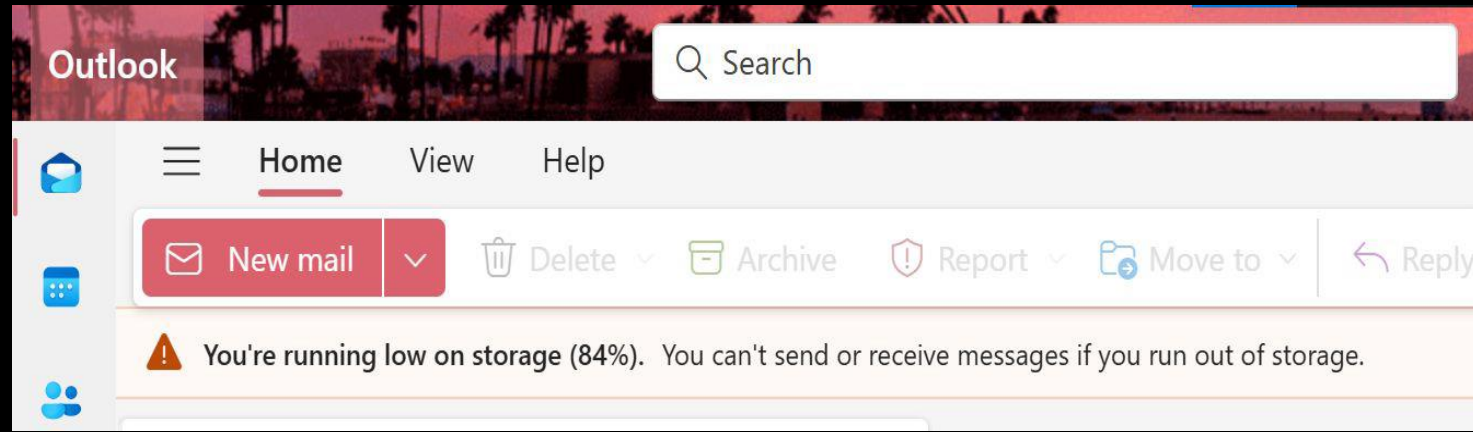 Outlook
Search
Home View Help
New mail Delete Archive Report Move to Reply
You're running low on storage (84%). You can't send or receive messages if you run out of storage.